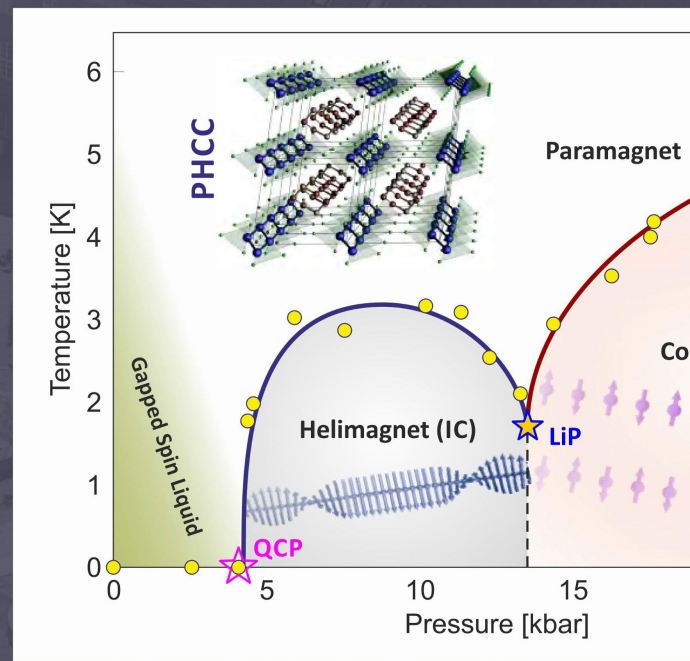 6
5
4
3
2
1
0
Temperature [K]
PHCC
Paramagnet
Gapped Spin Liquid
Helimagnet (IC)
Co
LiP
QCP
0
5
10
15
Pressure [kbar]